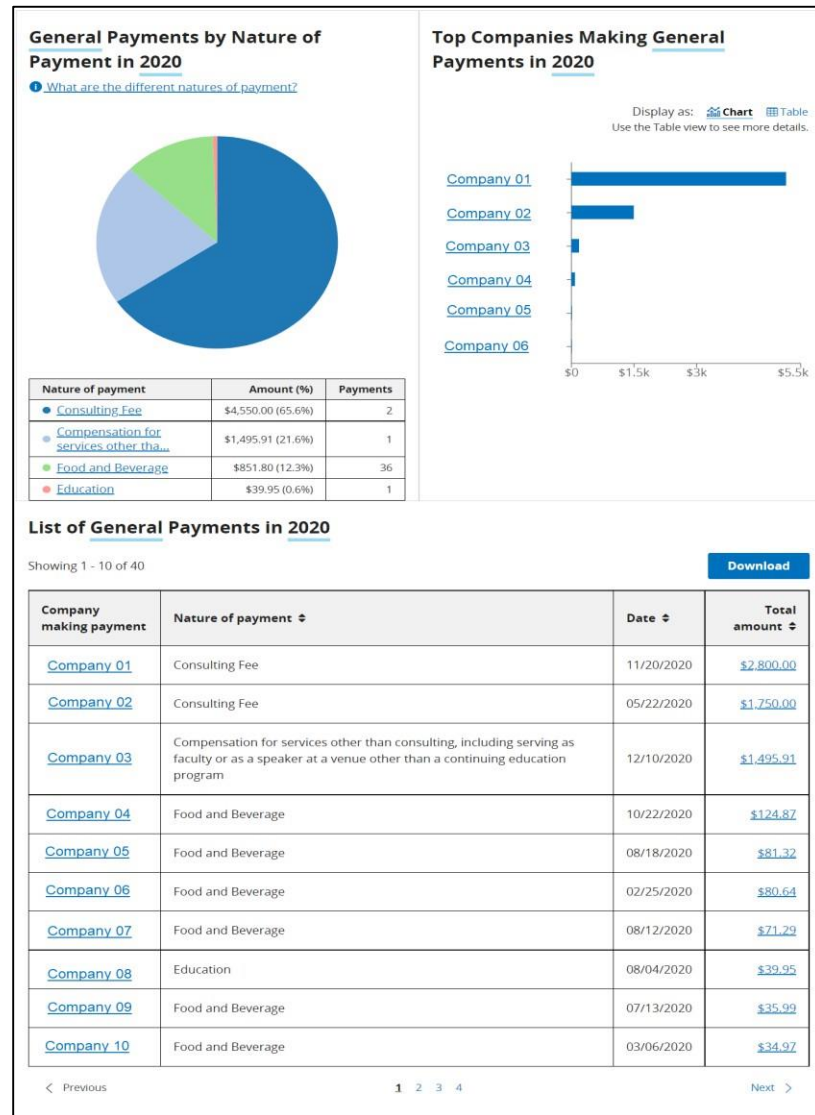 General Payments by Nature of
Payment in 2020
What are the different natures of payment?
Nature of payment Amount (%) Payments
Consulting Fee $4,550.00 (65.6%) 2
Compensation for
services other tha... $1,495.91 (21.6%) 1
Food and Beverage $851.80 (12.3%) 36
Education $39.95 (0.6%) 1
Top Companies Making General
Payments in 2020
Display as: Chart Table
Use the Table view to see more details.
Company 01
Company 02
Company 03
Company 04
Company 05
Company 06
$0 $1.5k $3k $5.5k
List of General Payments in 2020
Showing 1 - 10 of 40
Download
Company
making payment Nature of payment Date Total
amount
Company 01 Consulting Fee 11/20/2020 $2,800.00
Company 02 Consulting Fee 05/22/2020 $1,750.00
Company 03 Compensation for services other than consulting, including serving as
faculty or as a speaker at a venue other than a continuing education
program 12/10/2020 $1,495.91
Company 04 Food and Beverage 10/22/2020 $124.87
Company 05 Food and Beverage 08/18/2020 $81.32
Company 06 Food and Beverage 02/25/2020 $80.64
Company 07 Food and Beverage 08/12/2020 $71.29
Company 08 Education 08/04/2020 $39.95
Company 09 Food and Beverage 07/13/2020 $35.99
Company 10 Food and Beverage 03/06/2020 $34.97
Previous 1 2 3 4 Next